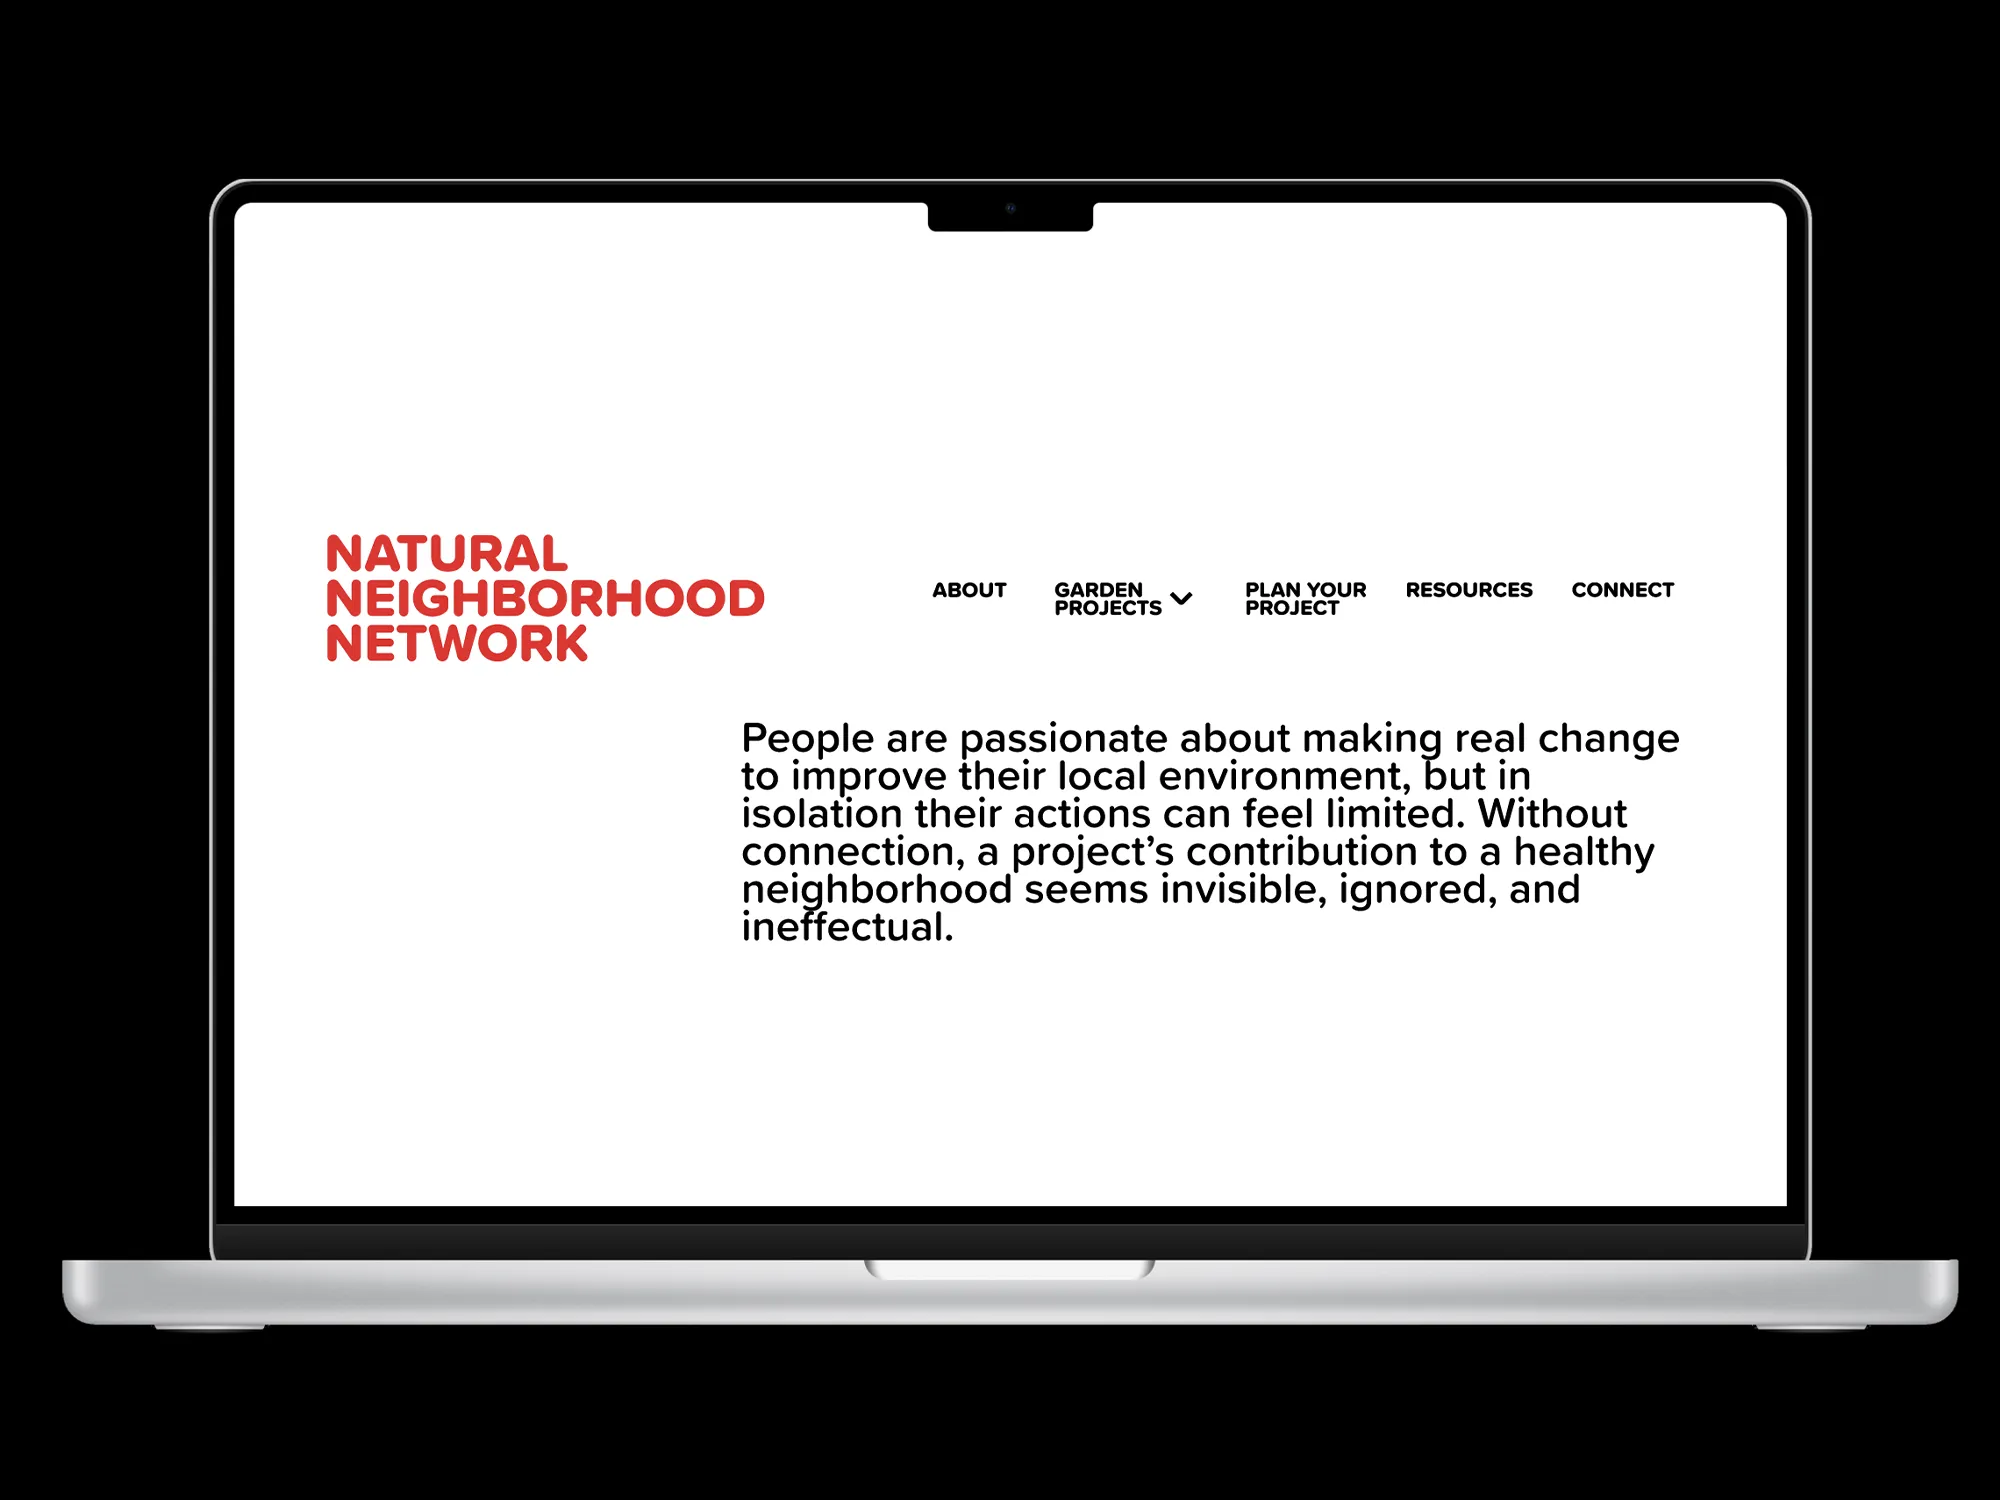 NATURAL
NEIGHBORHOOD
NETWORK
ABOUT
GARDEN
PROJECTS
PLAN YOUR
PROJECT
RESOURCES
CONNECT
People are passionate about making real change
to improve their local environment, but in
isolation their actions can feel limited. Without
connection, a project’s contribution to a healthy
neighborhood seems invisible, ignored, and
ineffectual.